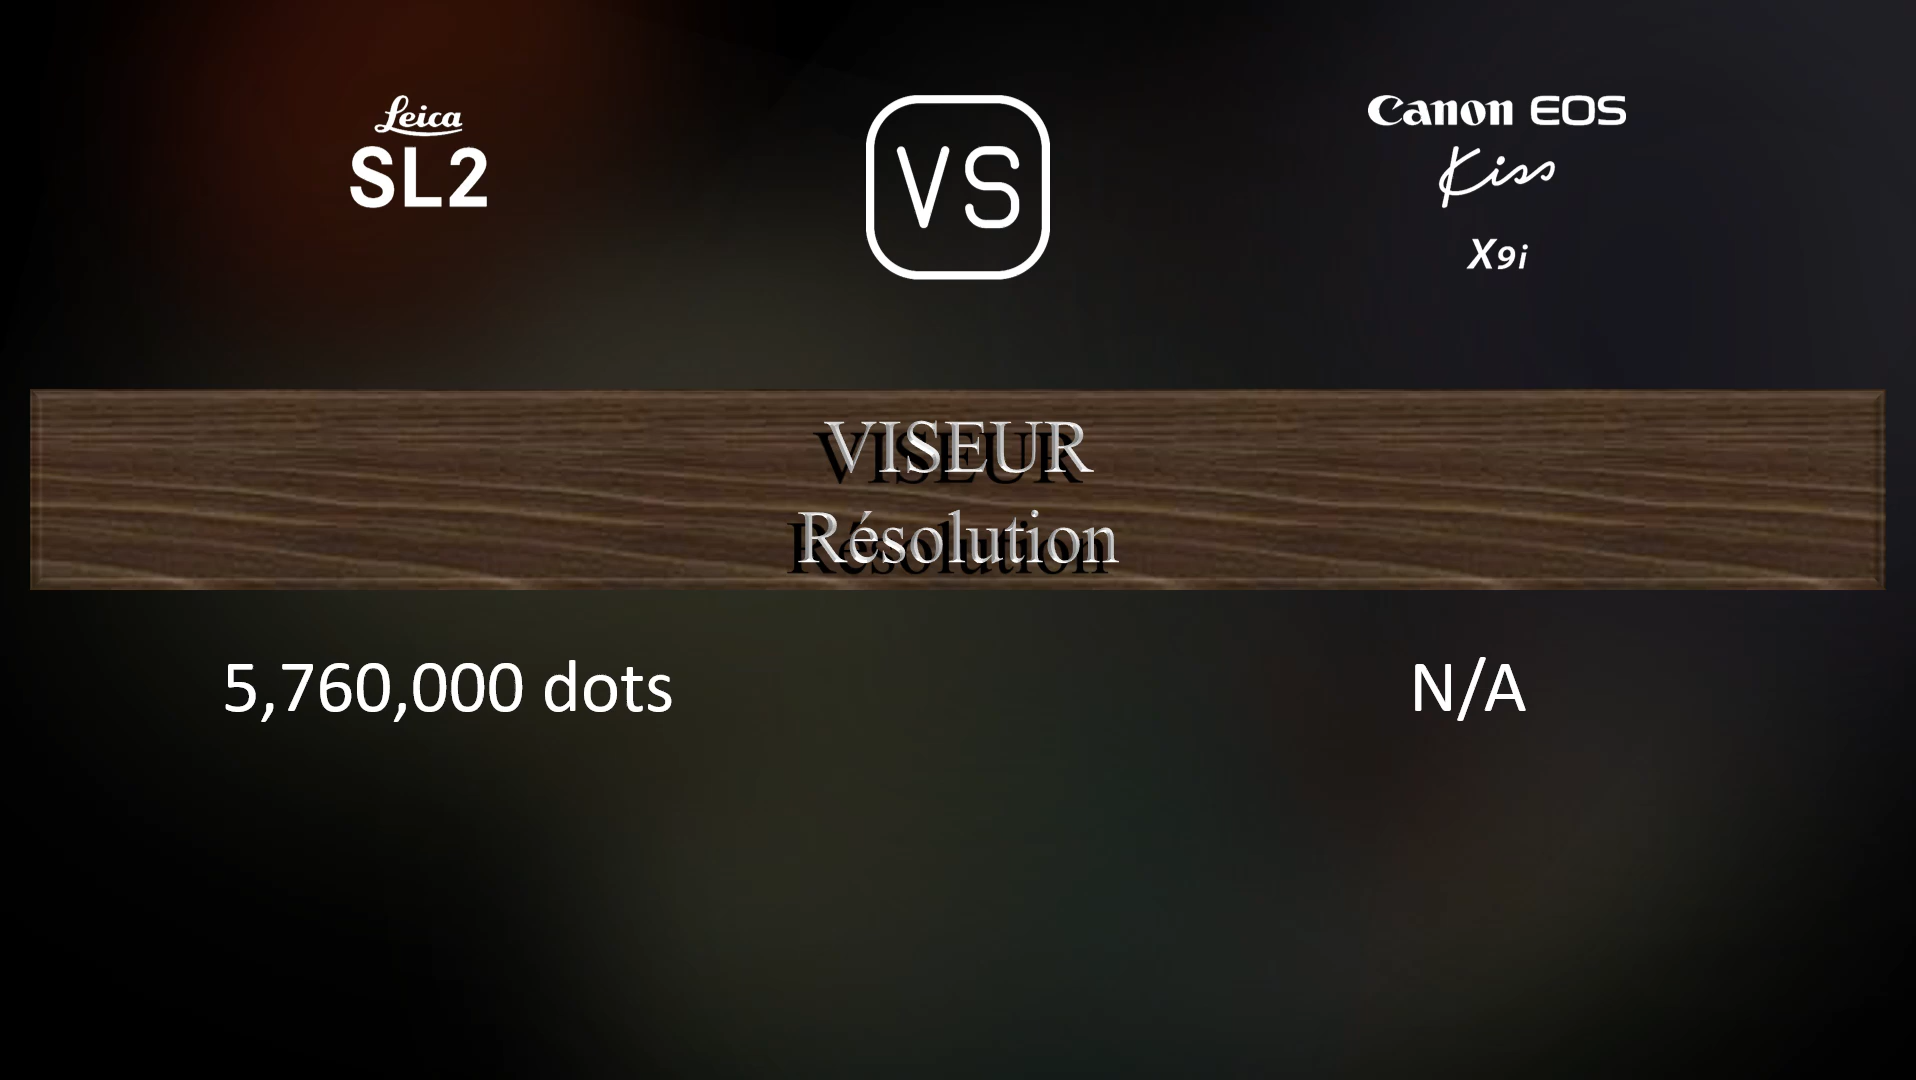 Leica
SL2
VS
Canon EOS
Kiss
X9i
VISEUR
Résolution
5,760,000 dots
N/A